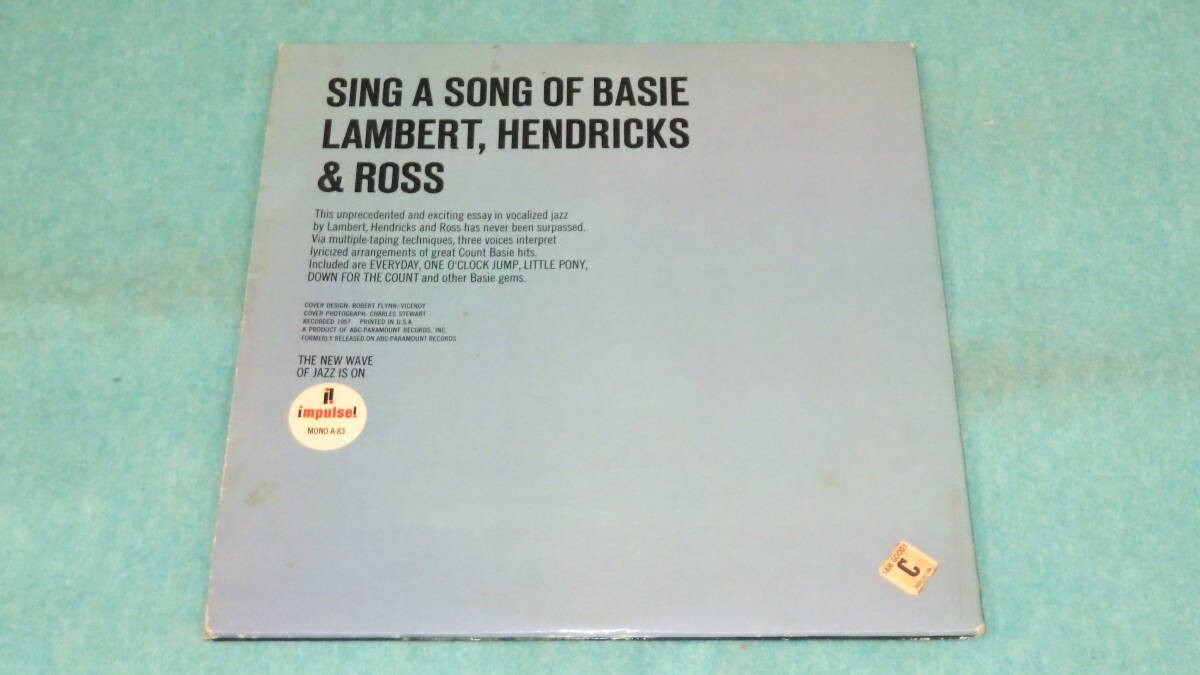 SING A SONG OF BASIE
LAMBERT, HENDRICKS
& ROSS
This unprecedented and exciting essay in vocalized jazz
by Lambert, Hendricks and Ross has never been surpassed.
Via multiple-taping techniques, three voices interpret
lyricized arrangements of great Count Basie hits.
Included are EVERYDAY, ONE O'CLOCK JUMP, LITTLE PONY,
DOWN FOR THE COUNT and other Basie gems.
COVER DESIGN: ROBERT FLYNN/VICEROY
COVER PHOTOGRAPH: CHARLES STEWART
RECORDED 1957 PRINTED IN U.S.A.
A PRODUCT OF ABC-PARAMOUNT RECORDS, INC.
FORMERLY RELEASED ON ABC-PARAMOUNT RECORDS
THE NEW WAVE
OF JAZZ IS ON
i!
impulse!
MONO A-83
SAM GOODY
C